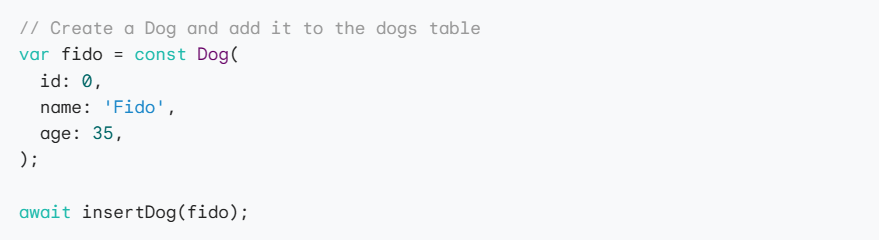 // Create a Dog and add it to the dogs table
var fido = const Dog(
  id: 0,
  name: 'Fido',
  age: 35,
);

await insertDog(fido);